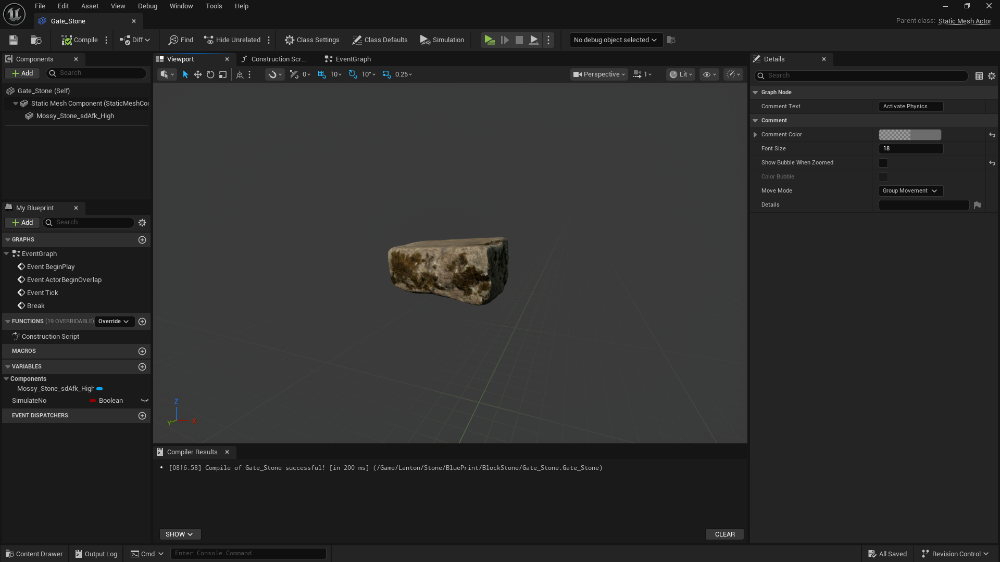 File Edit Asset View Debug Window Tools Help
Gate_Stone
Parent class: Static Mesh Actor
Compile Diff Find Hide Unrelated Class Settings Class Defaults Simulation No debug object selected
Components
Add Search
Gate_Stone (Self)
Static Mesh Component (StaticMeshCor
Mossy_Stone_sdAfk_High
My Blueprint
Add Search
GRAPHS
EventGraph
Event BeginPlay
Event ActorBeginOverlap
Event Tick
Break
FUNCTIONS (19 OVERRIDABLE) Override
Construction Script
MACROS
VARIABLES
Components
Mossy_Stone_sdAfk_High
SimulateNo Boolean
EVENT DISPATCHERS
Viewport Construction Scr... EventGraph
0 10 10° 0.25 Perspective 1 Lit
Z
Y X
Compiler Results
• [0816.58] Compile of Gate_Stone successful! [in 200 ms] (/Game/Lanton/Stone/BluePrint/BlockStone/Gate_Stone.Gate_Stone)
SHOW CLEAR
Details
Search
Graph Node
Comment Text Activate Physics
Comment
Comment Color
Font Size 18
Show Bubble When Zoomed
Color Bubble
Move Mode Group Movement
Details
Content Drawer Output Log Cmd Enter Console Command All Saved Revision Control